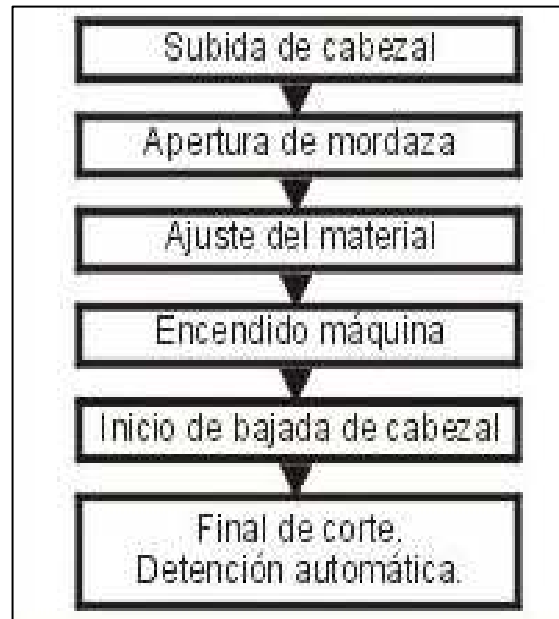 Subida de cabezal
Apertura de mordaza
Ajuste del material
Encendido máquina
Inicio de bajada de cabezal
Final de corte.
Detención automática.